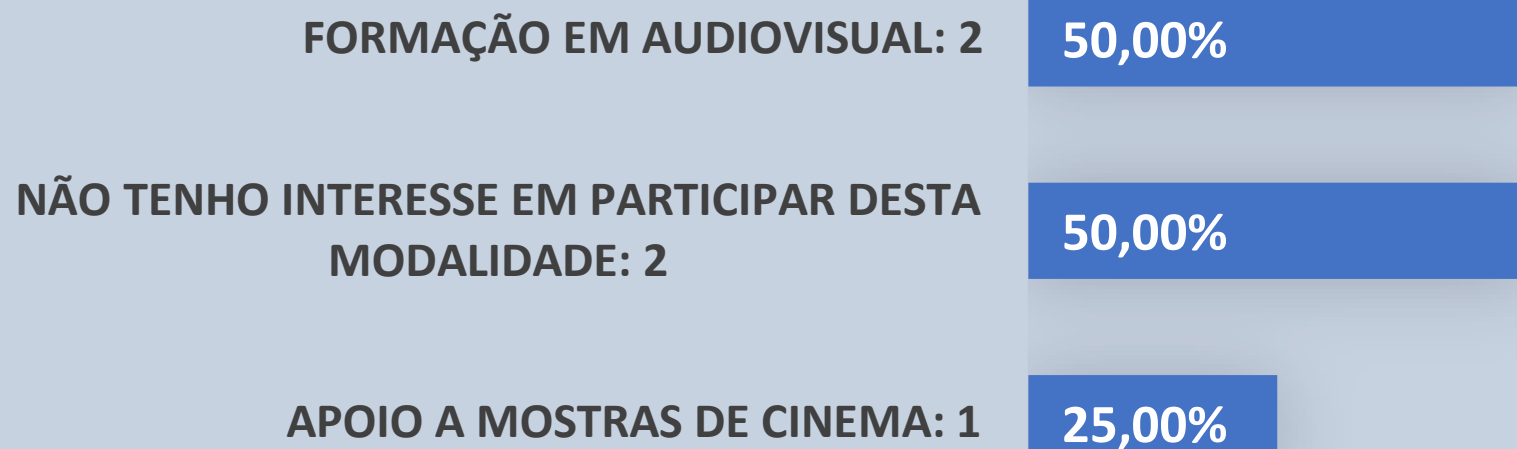 FORMAÇÃO EM AUDIOVISUAL: 2 50,00%
NÃO TENHO INTERESSE EM PARTICIPAR DESTA
MODALIDADE: 2 50,00%
APOIO A MOSTRAS DE CINEMA: 1 25,00%